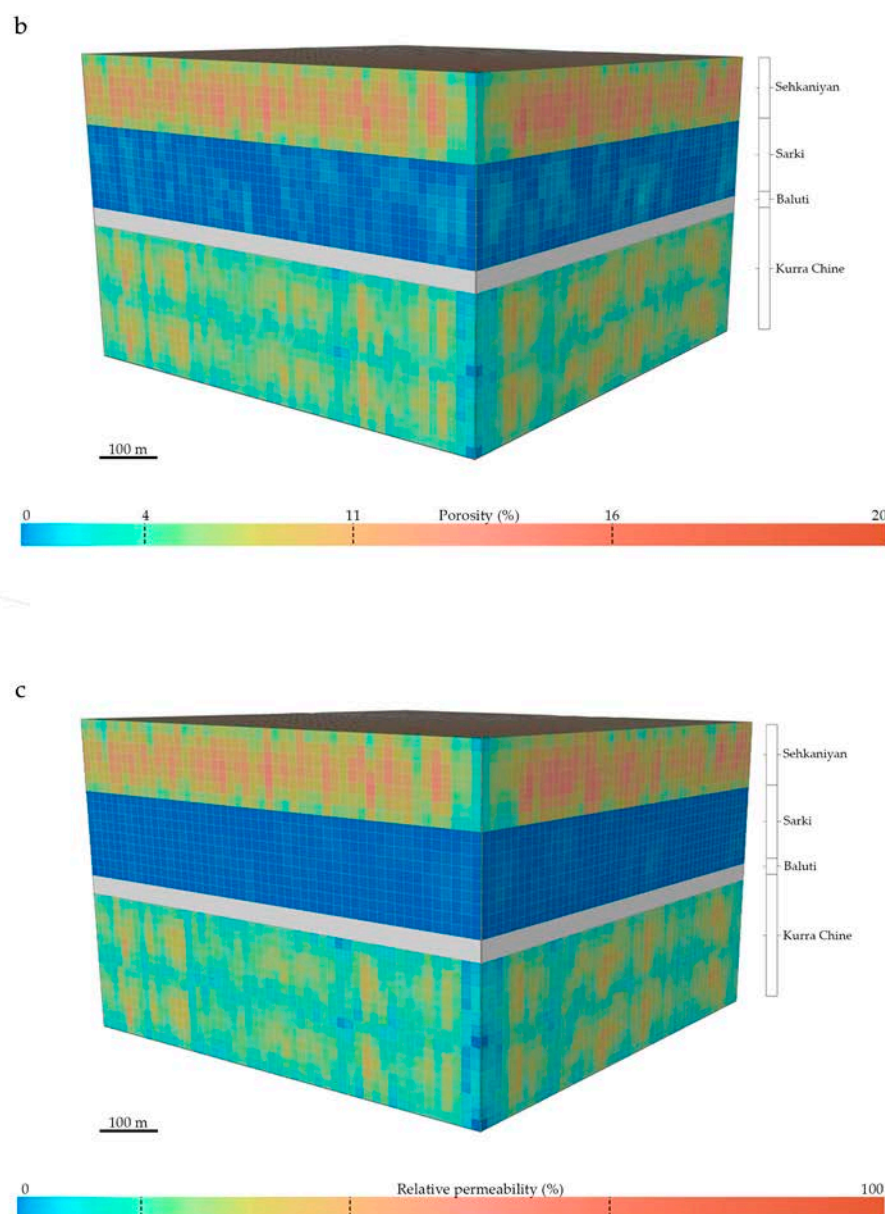 b
Sehkaniyan
Sarki
Baluti
Kurra Chine
100 m
0 4 11 Porosity (%) 16 20
c
Sehkaniyan
Sarki
Baluti
Kurra Chine
100 m
0 Relative permeability (%) 100